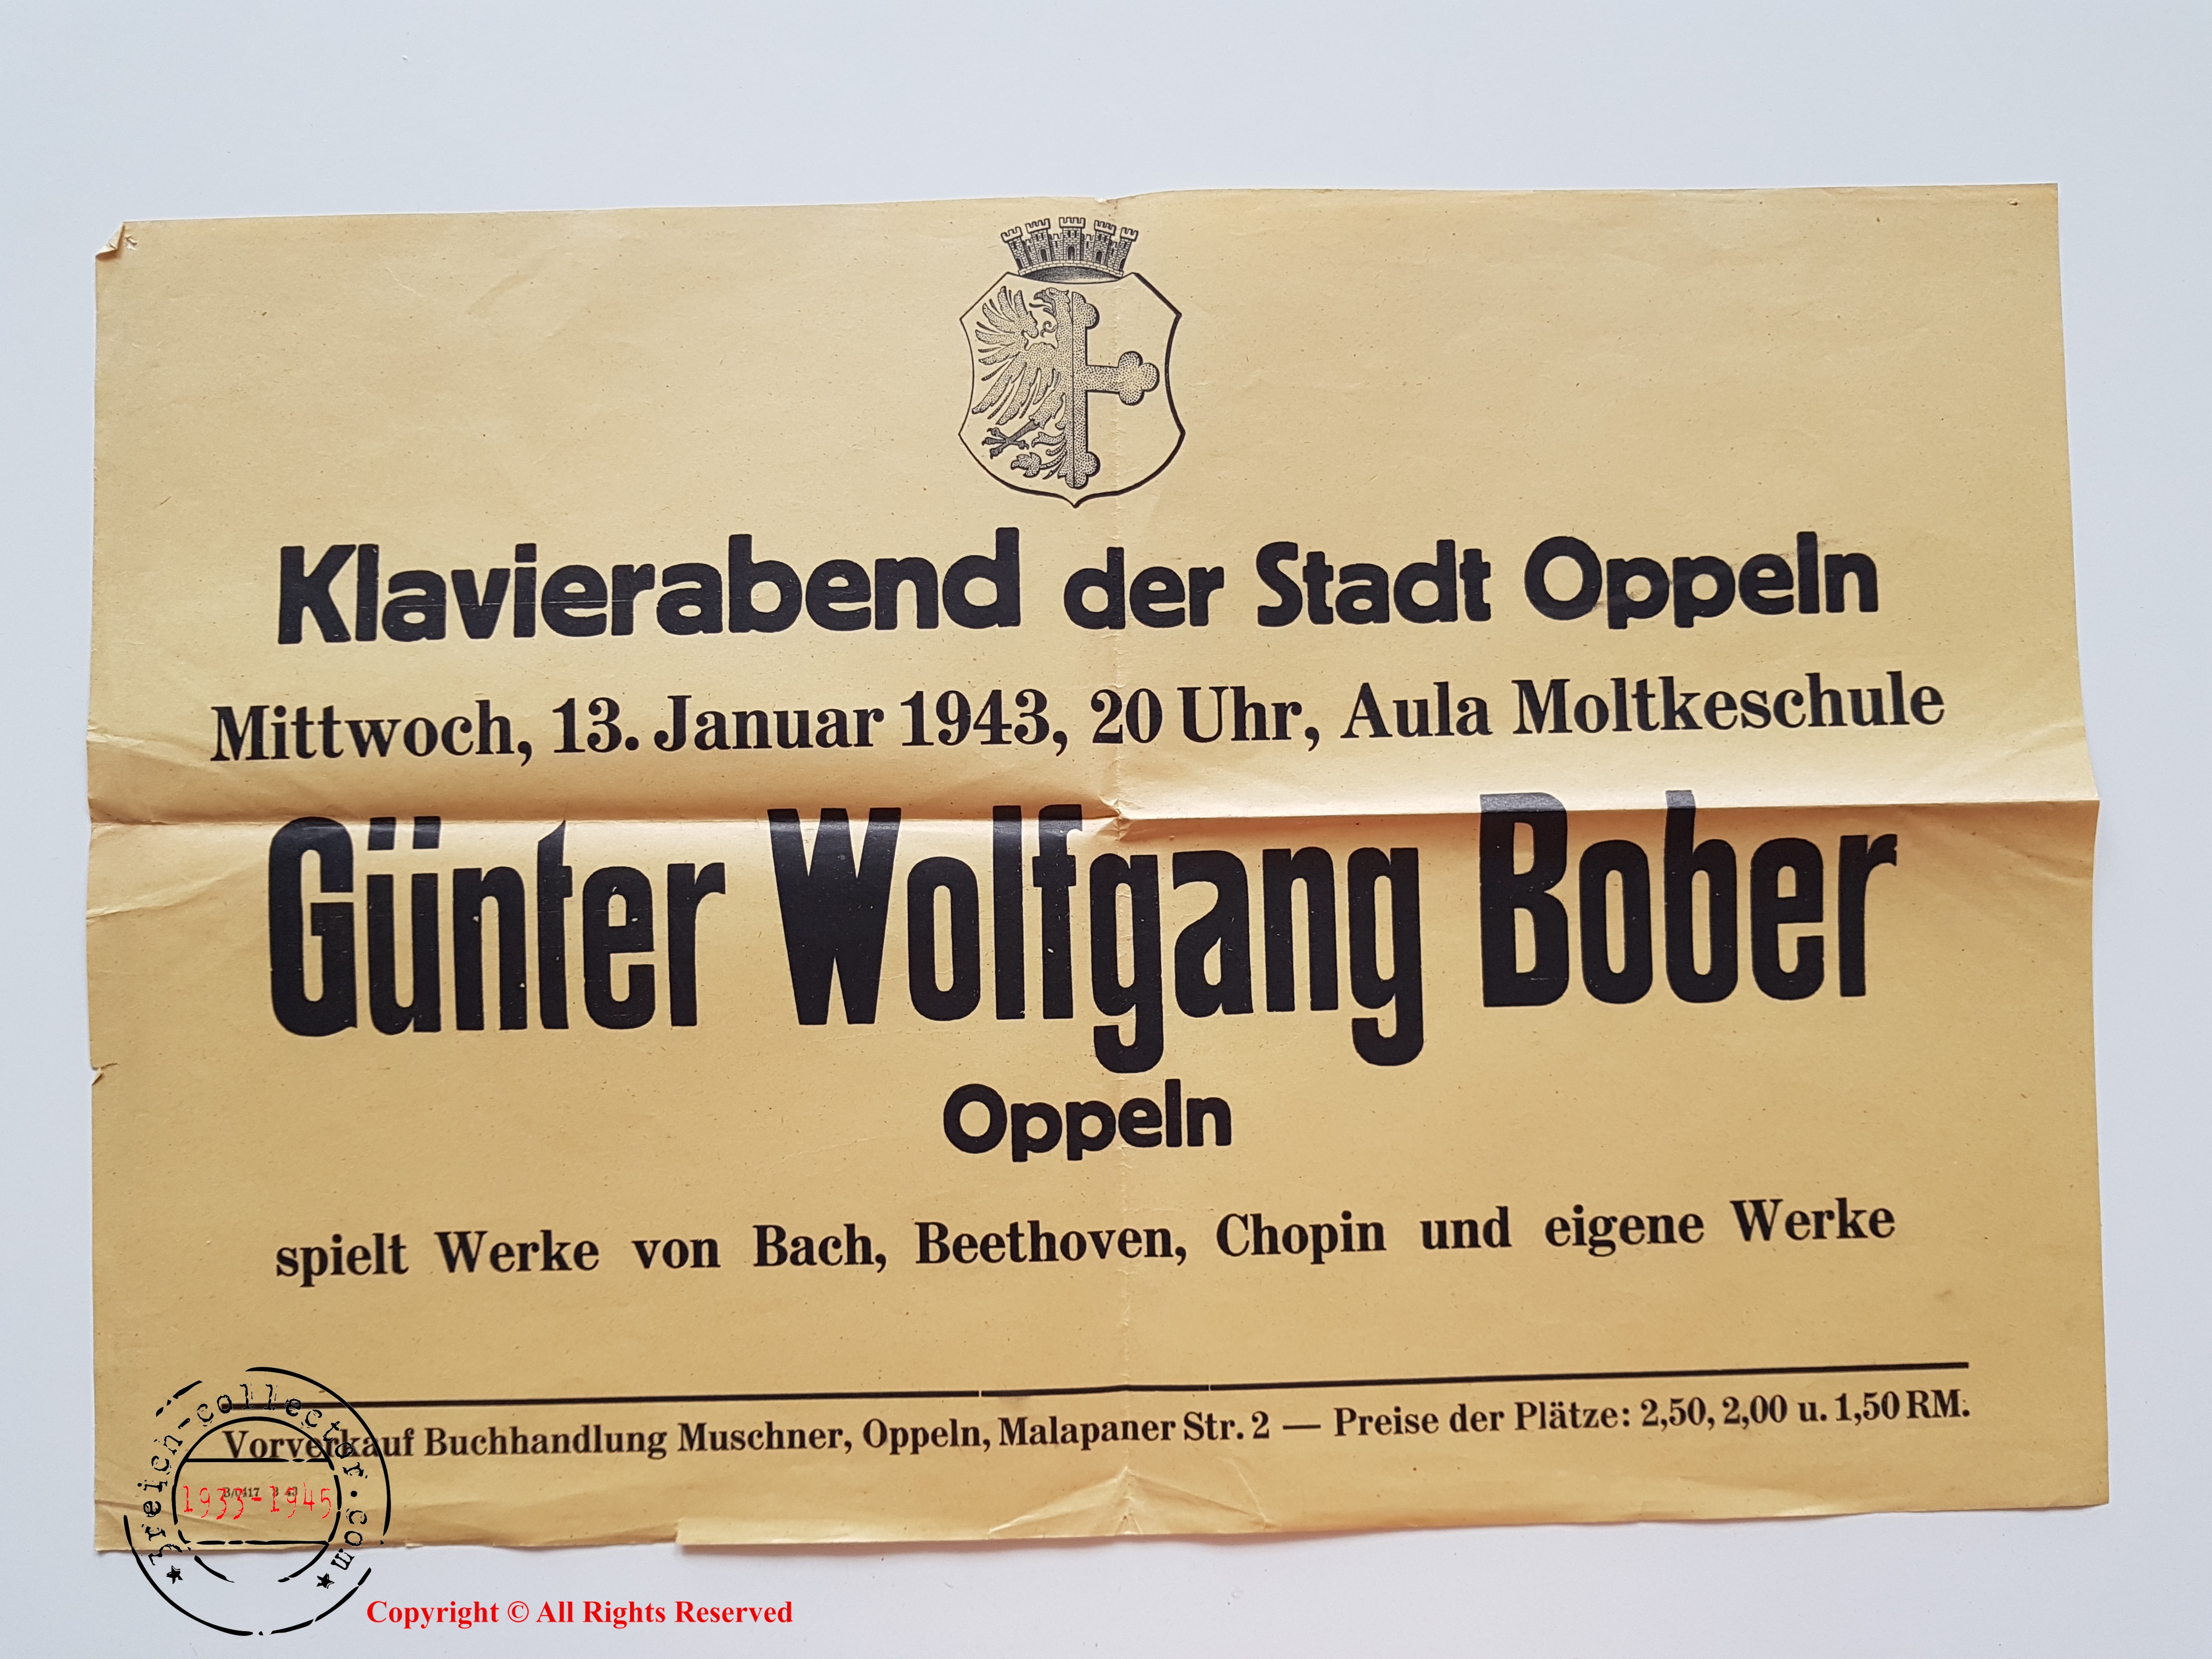 Klavierabend der Stadt Oppeln
Mittwoch, 13. Januar 1943, 20 Uhr, Aula Moltkeschule
Günter Wolfgang Bober
Oppeln
spielt Werke von Bach, Beethoven, Chopin und eigene Werke
Vorverkauf Buchhandlung Muschner, Oppeln, Malapaner Str. 2 — Preise der Plätze: 2,50, 2,00 u. 1,50 RM.
3reich-collector.com
1933-1945
Copyright © All Rights Reserved